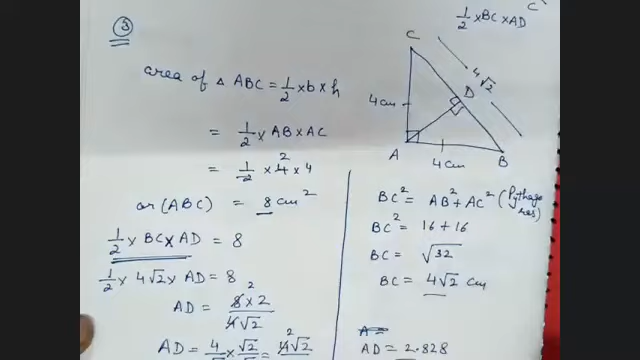 ③
C
1/2 × BC × AD
C
4√2
D
4cm
A
4cm
B
area of △ ABC = 1/2 × b × h
= 1/2 × AB × AC
= 1/2 × 4 2 × 4
or (ABC) = 8 cm²
1/2 × BC × AD = 8
1/2 × 4√2 × AD = 8
AD = 8 2 × 2 / 4√2
AD = 4/ × √2/ = 2 4√2
BC² = AB² + AC² (Pythagores)
BC² = 16 + 16
BC = √32
BC = 4√2 cm
AD = 2.828